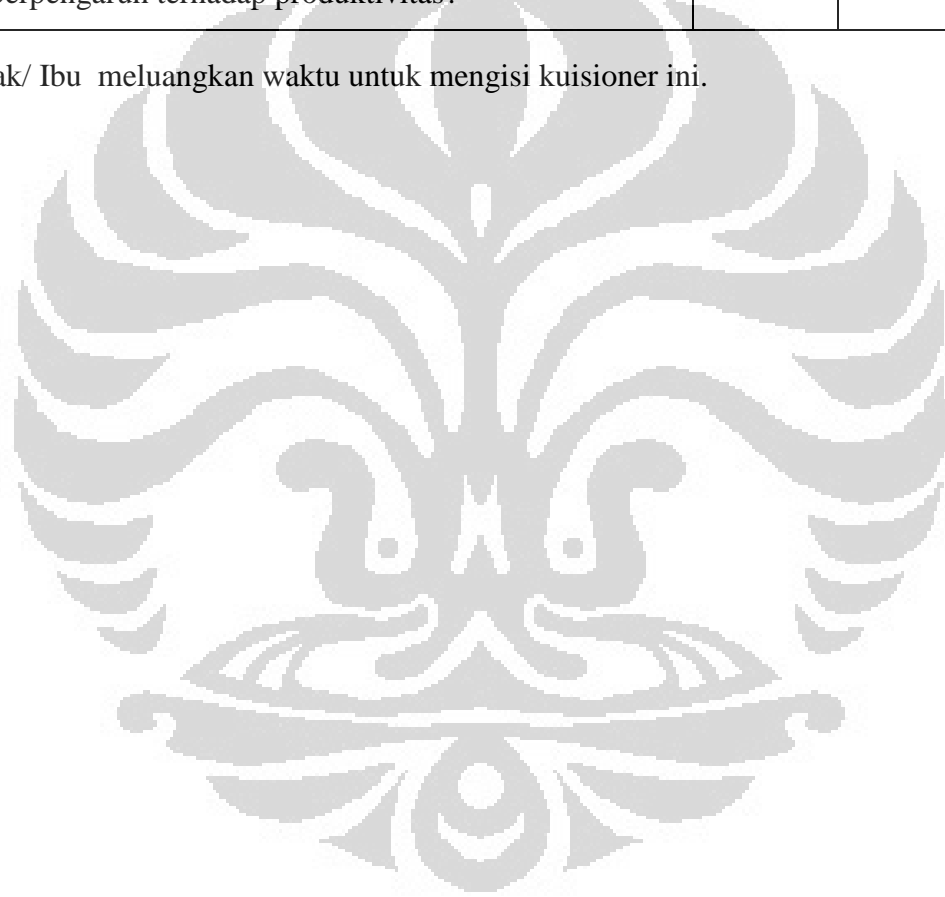 berpengaruh terhadap produktivitas?
ak/ Ibu meluangkan waktu untuk mengisi kuisioner ini.